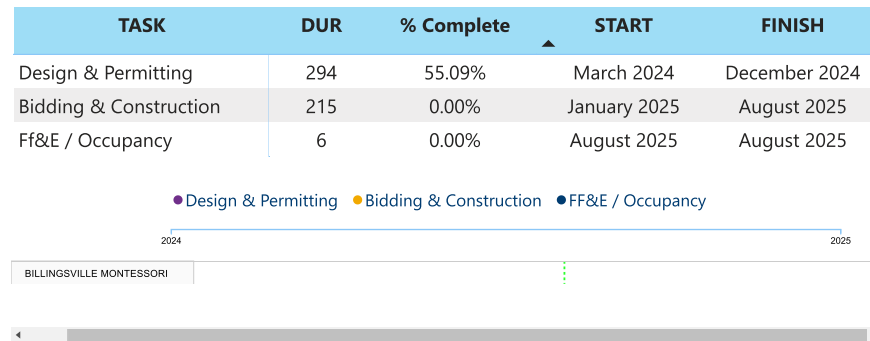 TASK DUR % Complete START FINISH
Design & Permitting 294 55.09% March 2024 December 2024
Bidding & Construction 215 0.00% January 2025 August 2025
Ff&E / Occupancy 6 0.00% August 2025 August 2025
Design & Permitting Bidding & Construction FF&E / Occupancy
2024 2025
BILLINGSVILLE MONTESSORI